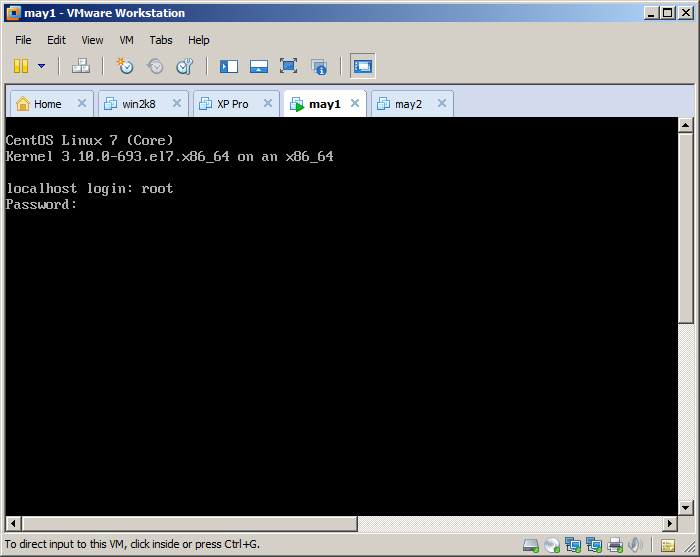 may1 - VMware Workstation
File Edit View VM Tabs Help
Home win2k8 XP Pro may1 may2
CentOS Linux 7 (Core)
Kernel 3.10.0-693.el7.x86_64 on an x86_64
localhost login: root
Password:
To direct input to this VM, click inside or press Ctrl+G.